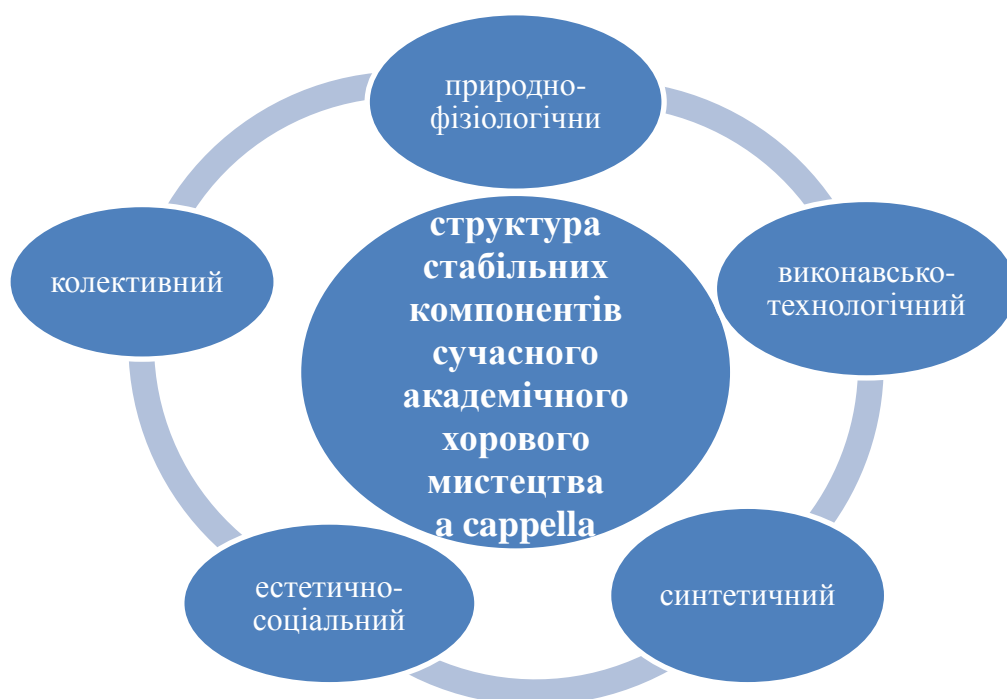 природно-
фізіологічни
структура
стабільних
компонентів
сучасного
академічного
хорового
мистецтва
a cappella
виконавсько-
технологічний
синтетичний
естетично-
соціальний
колективний